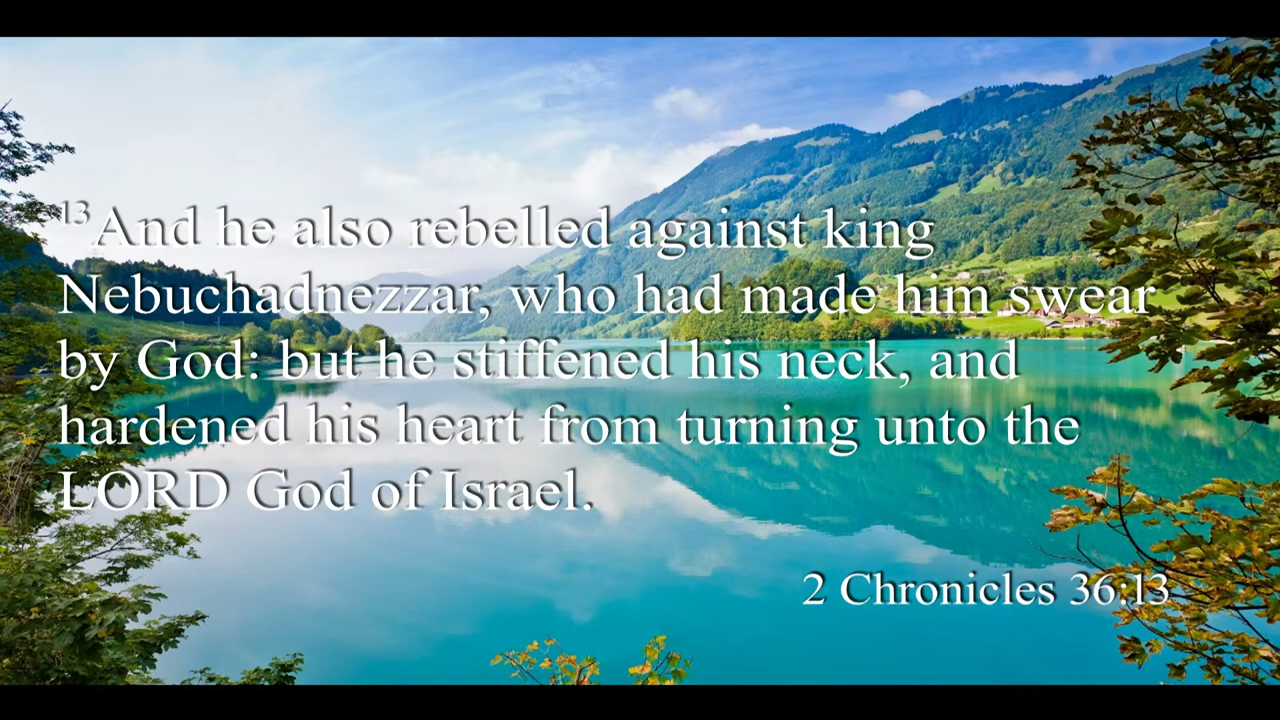 13And he also rebelled against king
Nebuchadnezzar, who had made him swear
by God: but he stiffened his neck, and
hardened his heart from turning unto the
LORD God of Israel.
2 Chronicles 36:13